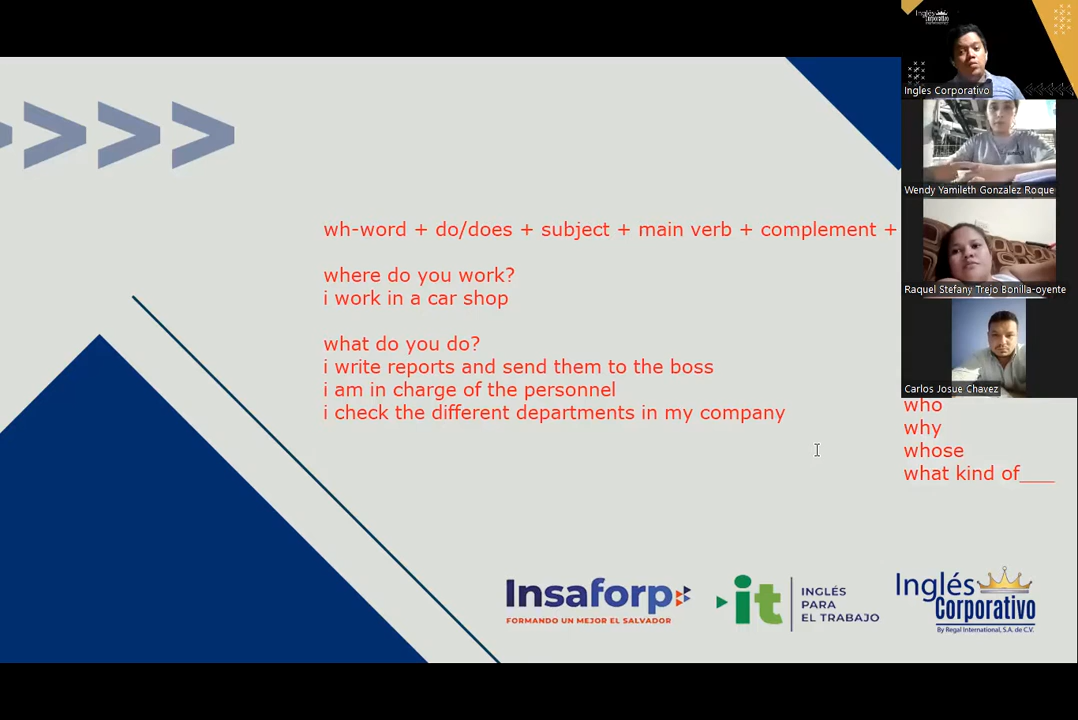 Inglés
Corporativo
Ingles Corporativo
Wendy Yamileth Gonzalez Roque
Raquel Stefany Trejo Bonilla-oyente
Carlos Josue Chavez
wh-word + do/does + subject + main verb + complement +
where do you work?
i work in a car shop
what do you do?
i write reports and send them to the boss
i am in charge of the personnel
i check the different departments in my company
who
why
whose
what kind of___
Insaforp
FORMANDO UN MEJOR EL SALVADOR
it
INGLÉS
PARA
EL TRABAJO
Inglés
Corporativo
By Regal International, S.A. de C.V.